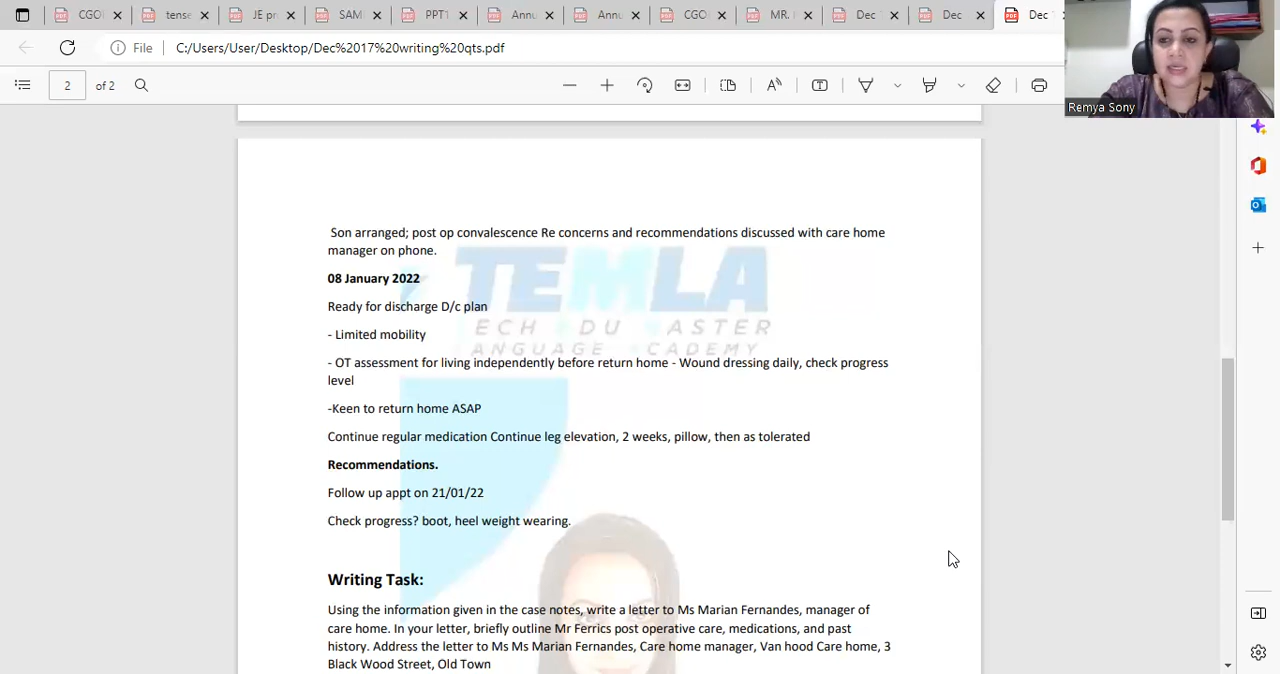 CGO
tense
JE pr
SAM
PPT1
Annu
Annu
CGO
MR.
Dec
Dec
Dec
File
C:/Users/User/Desktop/Dec%2017%20writing%20qts.pdf
2 of 2
Remya Sony
Son arranged; post op convalescence Re concerns and recommendations discussed with care home
manager on phone.
08 January 2022
Ready for discharge D/c plan
- Limited mobility
- OT assessment for living independently before return home - Wound dressing daily, check progress
level
-Keen to return home ASAP
Continue regular medication Continue leg elevation, 2 weeks, pillow, then as tolerated
Recommendations.
Follow up appt on 21/01/22
Check progress? boot, heel weight wearing.
Writing Task:
Using the information given in the case notes, write a letter to Ms Marian Fernandes, manager of
care home. In your letter, briefly outline Mr Ferrics post operative care, medications, and past
history. Address the letter to Ms Ms Marian Fernandes, Care home manager, Van hood Care home, 3
Black Wood Street, Old Town
TEMLA
TECH EDU MASTER
LANGUAGE ACADEMY